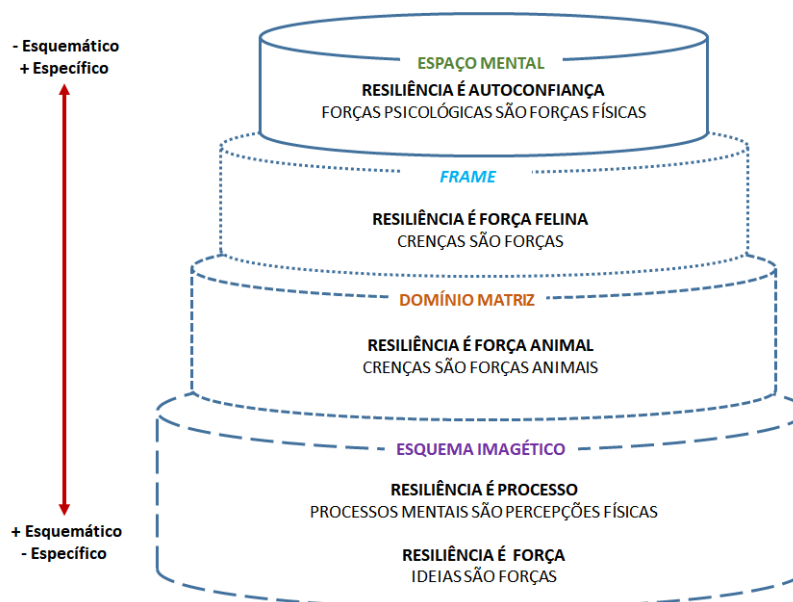 - Esquemático
+ Específico
ESPAÇO MENTAL
RESILIÊNCIA É AUTOCONFIANÇA
FORÇAS PSICOLÓGICAS SÃO FORÇAS FÍSICAS
FRAME
RESILIÊNCIA É FORÇA FELINA
CRENÇAS SÃO FORÇAS
DOMÍNIO MATRIZ
RESILIÊNCIA É FORÇA ANIMAL
CRENÇAS SÃO FORÇAS ANIMAIS
ESQUEMA IMAGÉTICO
RESILIÊNCIA É PROCESSO
PROCESSOS MENTAIS SÃO PERCEPÇÕES FÍSICAS
RESILIÊNCIA É FORÇA
IDEIAS SÃO FORÇAS
+ Esquemático
- Específico